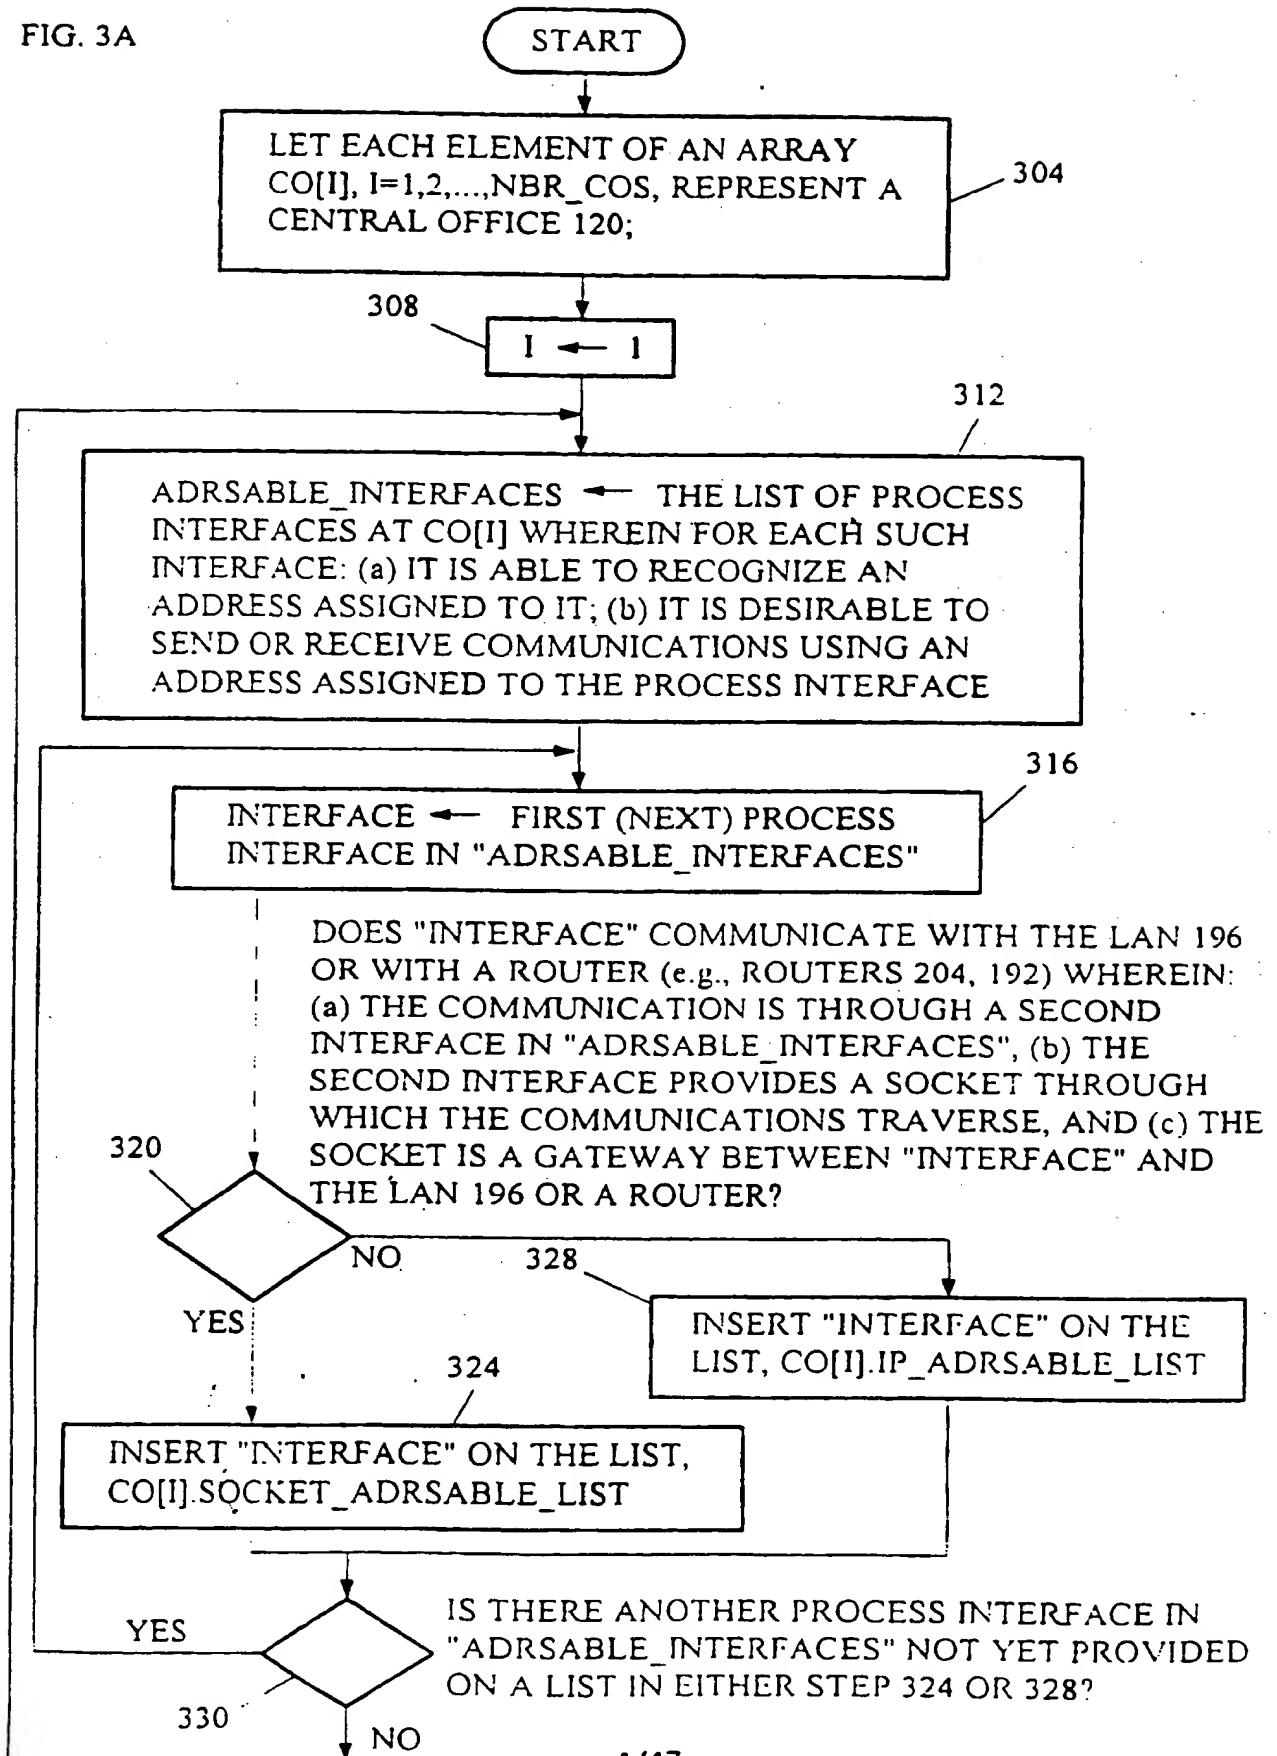 FIG. 3A
START
LET EACH ELEMENT OF AN ARRAY
CO[I], I=1,2,...,NBR_COS, REPRESENT A
CENTRAL OFFICE 120;
304
308
I ← 1
312
ADRSABLE_INTERFACES ← THE LIST OF PROCESS
INTERFACES AT CO[I] WHEREIN FOR EACH SUCH
INTERFACE: (a) IT IS ABLE TO RECOGNIZE AN
ADDRESS ASSIGNED TO IT; (b) IT IS DESIRABLE TO
SEND OR RECEIVE COMMUNICATIONS USING AN
ADDRESS ASSIGNED TO THE PROCESS INTERFACE
316
INTERFACE ← FIRST (NEXT) PROCESS
INTERFACE IN "ADRSABLE_INTERFACES"
DOES "INTERFACE" COMMUNICATE WITH THE LAN 196
OR WITH A ROUTER (e.g., ROUTERS 204, 192) WHEREIN:
(a) THE COMMUNICATION IS THROUGH A SECOND
INTERFACE IN "ADRSABLE_INTERFACES", (b) THE
SECOND INTERFACE PROVIDES A SOCKET THROUGH
WHICH THE COMMUNICATIONS TRAVERSE, AND (c) THE
SOCKET IS A GATEWAY BETWEEN "INTERFACE" AND
THE LAN 196 OR A ROUTER?
320
NO
328
YES
INSERT "INTERFACE" ON THE
LIST, CO[I].IP_ADRSABLE_LIST
324
INSERT "INTERFACE" ON THE LIST,
CO[I].SOCKET_ADRSABLE_LIST
YES
IS THERE ANOTHER PROCESS INTERFACE IN
"ADRSABLE_INTERFACES" NOT YET PROVIDED
ON A LIST IN EITHER STEP 324 OR 328?
330
NO